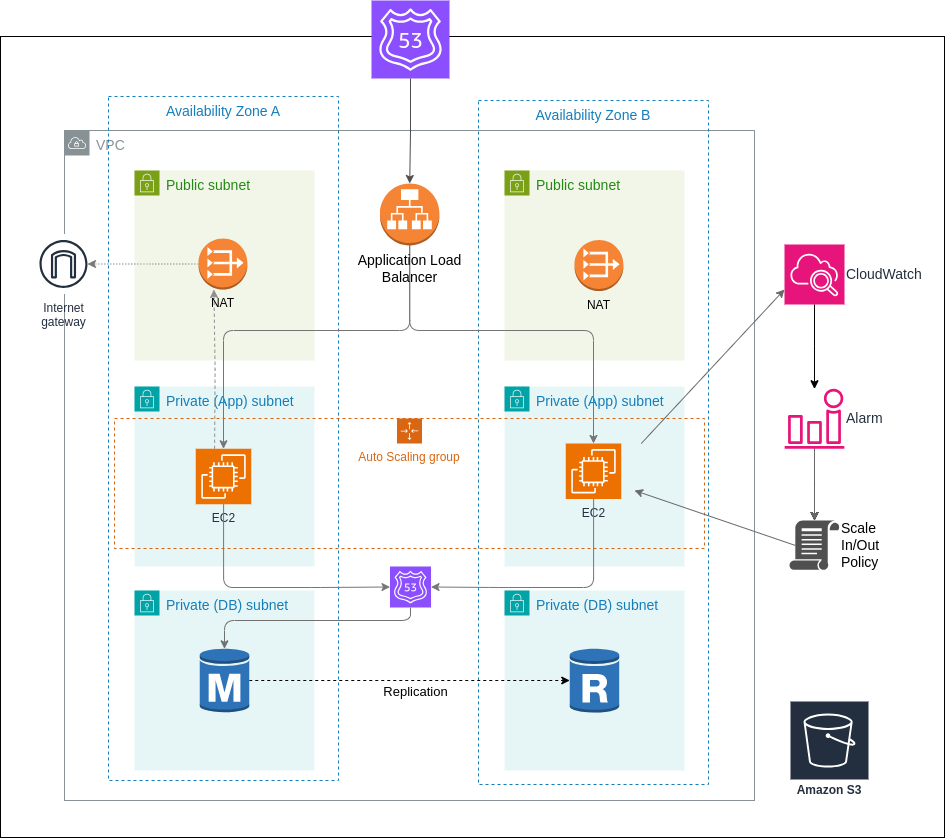 53
Availability Zone A
Availability Zone B
VPC
Public subnet
Public subnet
Application Load
Balancer
CloudWatch
NAT
NAT
Internet
gateway
Private (App) subnet
Private (App) subnet
Alarm
Auto Scaling group
EC2
EC2
Scale
In/Out
Policy
53
Private (DB) subnet
Private (DB) subnet
M
R
Replication
Amazon S3